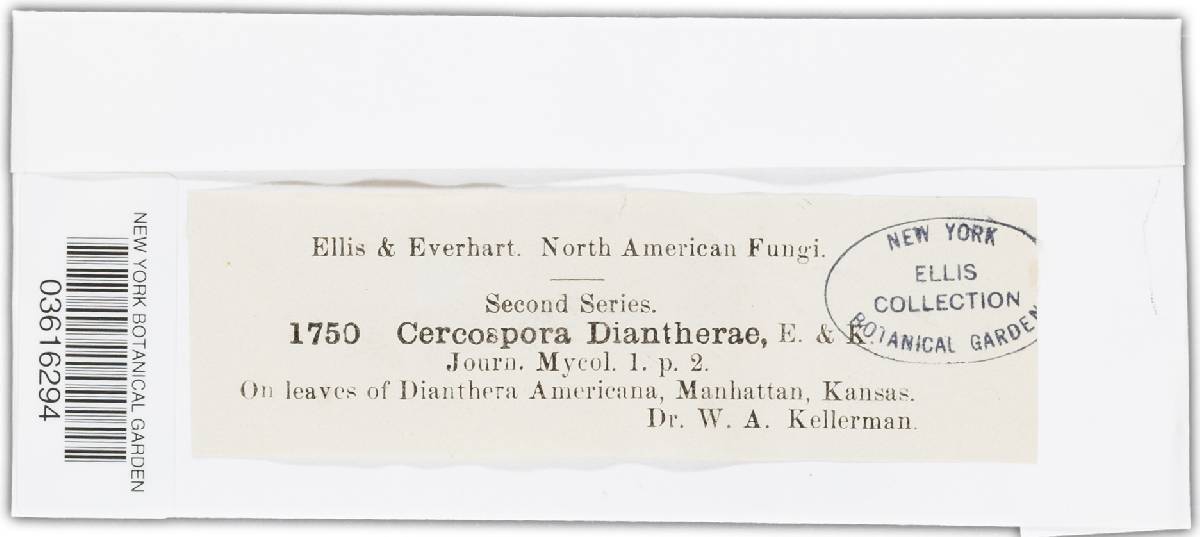 Ellis & Everhart. North American Fungi.
Second Series.
1750 Cercospora Diantherae, E. & K.
Journ. Mycol. 1. p. 2.
On leaves of Dianthera Americana, Manhattan, Kansas.
Dr. W. A. Kellerman.
NEW YORK
ELLIS
COLLECTION
BOTANICAL GARDEN
NEW YORK BOTANICAL GARDEN
03616294